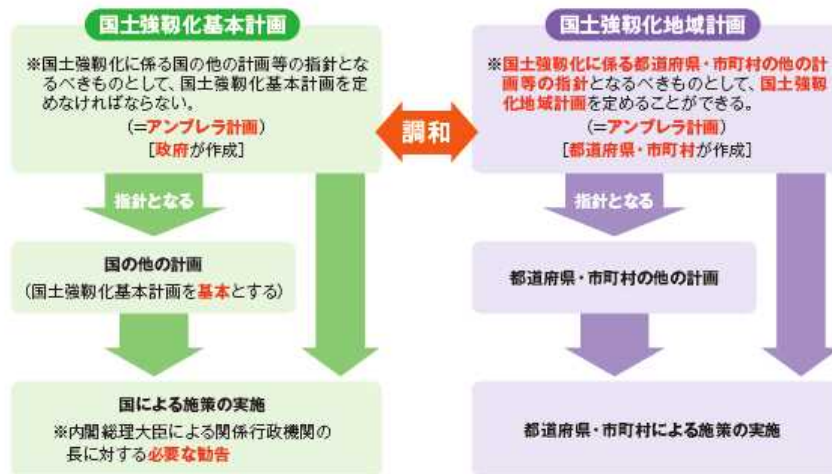 国土強靱化基本計画
※国土強靱化に係る国の他の計画等の指針とな
るべきものとして、国土強靱化基本計画を定
めなければならない。
(=アンブレラ計画)
[政府が作成]
指針となる
国の他の計画
(国土強靱化基本計画を基本とする)
国による施策の実施
※内閣総理大臣による関係行政機関の
長に対する必要な勧告
調和
国土強靱化地域計画
※国土強靱化に係る都道府県・市町村の他の計
画等の指針となるべきものとして、国土強靱
化地域計画を定めることができる。
(=アンブレラ計画)
[都道府県・市町村が作成]
指針となる
都道府県・市町村の他の計画
都道府県・市町村による施策の実施